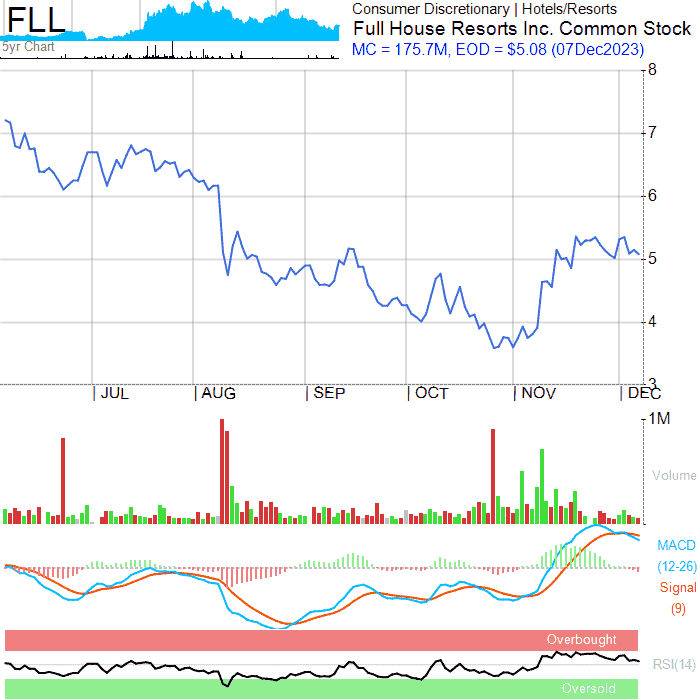 FLL
5yr Chart
Consumer Discretionary | Hotels/Resorts
Full House Resorts Inc. Common Stock
MC = 175.7M, EOD = $5.08 (07Dec2023)
8
7
6
5
4
3
JUL AUG SEP OCT NOV DEC
1M
Volume
MACD
(12-26)
Signal
(9)
Overbought
RSI(14)
Oversold